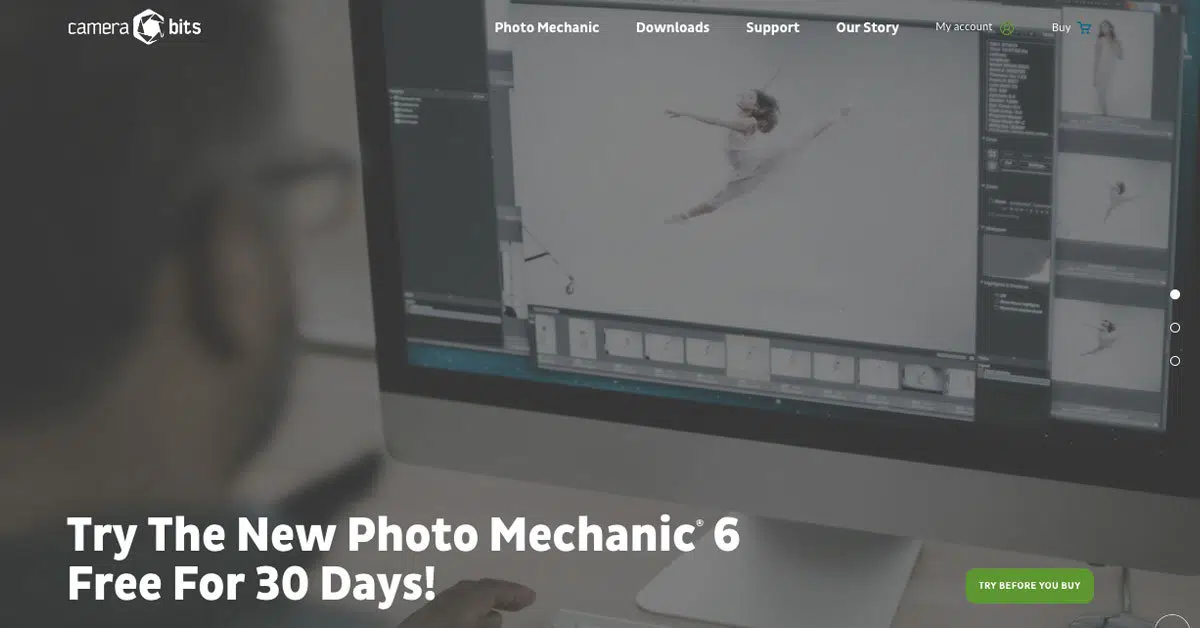 camera bits
Photo Mechanic
Downloads
Support
Our Story
My account
Buy
Try The New Photo Mechanic® 6
Free For 30 Days!
TRY BEFORE YOU BUY